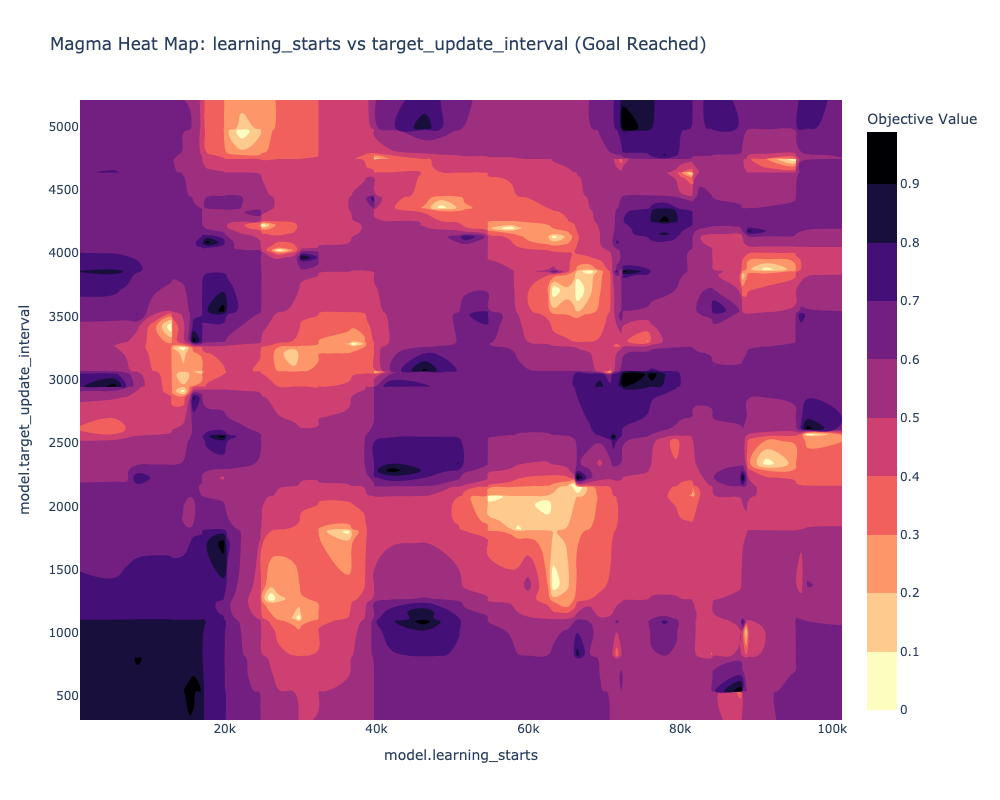 Magma Heat Map: learning_starts vs target_update_interval (Goal Reached)
Objective Value
0.9
0.8
0.7
0.6
0.5
0.4
0.3
0.2
0.1
0
model.target_update_interval
5000
4500
4000
3500
3000
2500
2000
1500
1000
500
20k
40k
60k
80k
100k
model.learning_starts